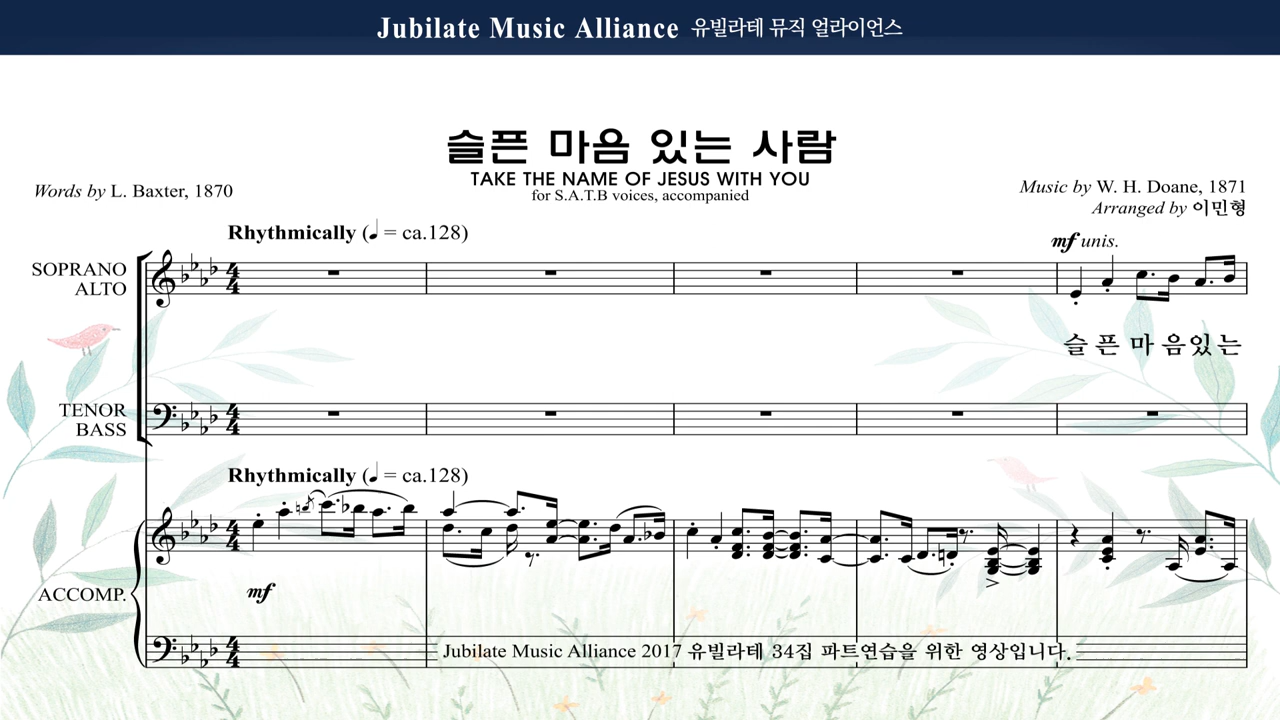 Jubilate Music Alliance 유빌라테 뮤직 얼라이언스
슬픈 마음 있는 사람
TAKE THE NAME OF JESUS WITH YOU
for S.A.T.B voices, accompanied
Words by L. Baxter, 1870
Music by W. H. Doane, 1871
Arranged by 이민형
Rhythmically (♩ = ca.128)
mf unis.
SOPRANO
ALTO
슬 픈 마 음 있 는
TENOR
BASS
Rhythmically (♩ = ca.128)
mf
ACCOMP.
Jubilate Music Alliance 2017 유빌라테 34집 파트연습을 위한 영상입니다.